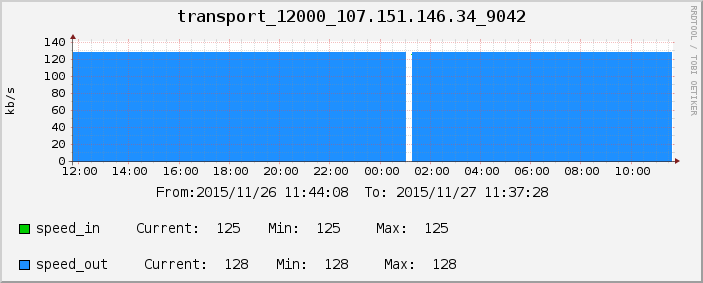 transport_12000_107.151.146.34_9042
RRDTOOL / TOBI OETIKER
kb/s
140
120
100
80
60
40
20
0
12:00 14:00 16:00 18:00 20:00 22:00 00:00 02:00 04:00 06:00 08:00 10:00
From:2015/11/26 11:44:08 To: 2015/11/27 11:37:28
speed_in Current: 125 Min: 125 Max: 125
speed_out Current: 128 Min: 128 Max: 128